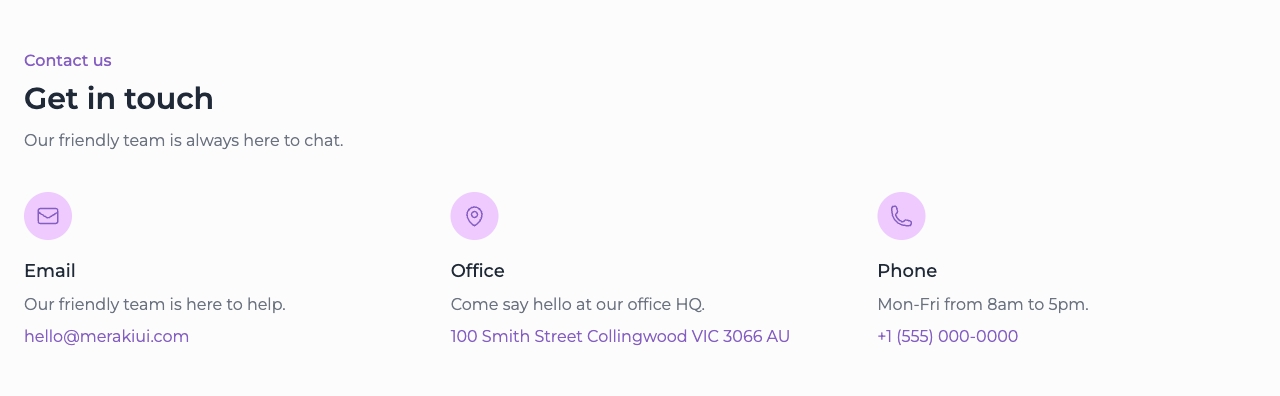 Contact us
Get in touch
Our friendly team is always here to chat.
Email
Our friendly team is here to help.
hello@merakiui.com
Office
Come say hello at our office HQ.
100 Smith Street Collingwood VIC 3066 AU
Phone
Mon-Fri from 8am to 5pm.
+1 (555) 000-0000